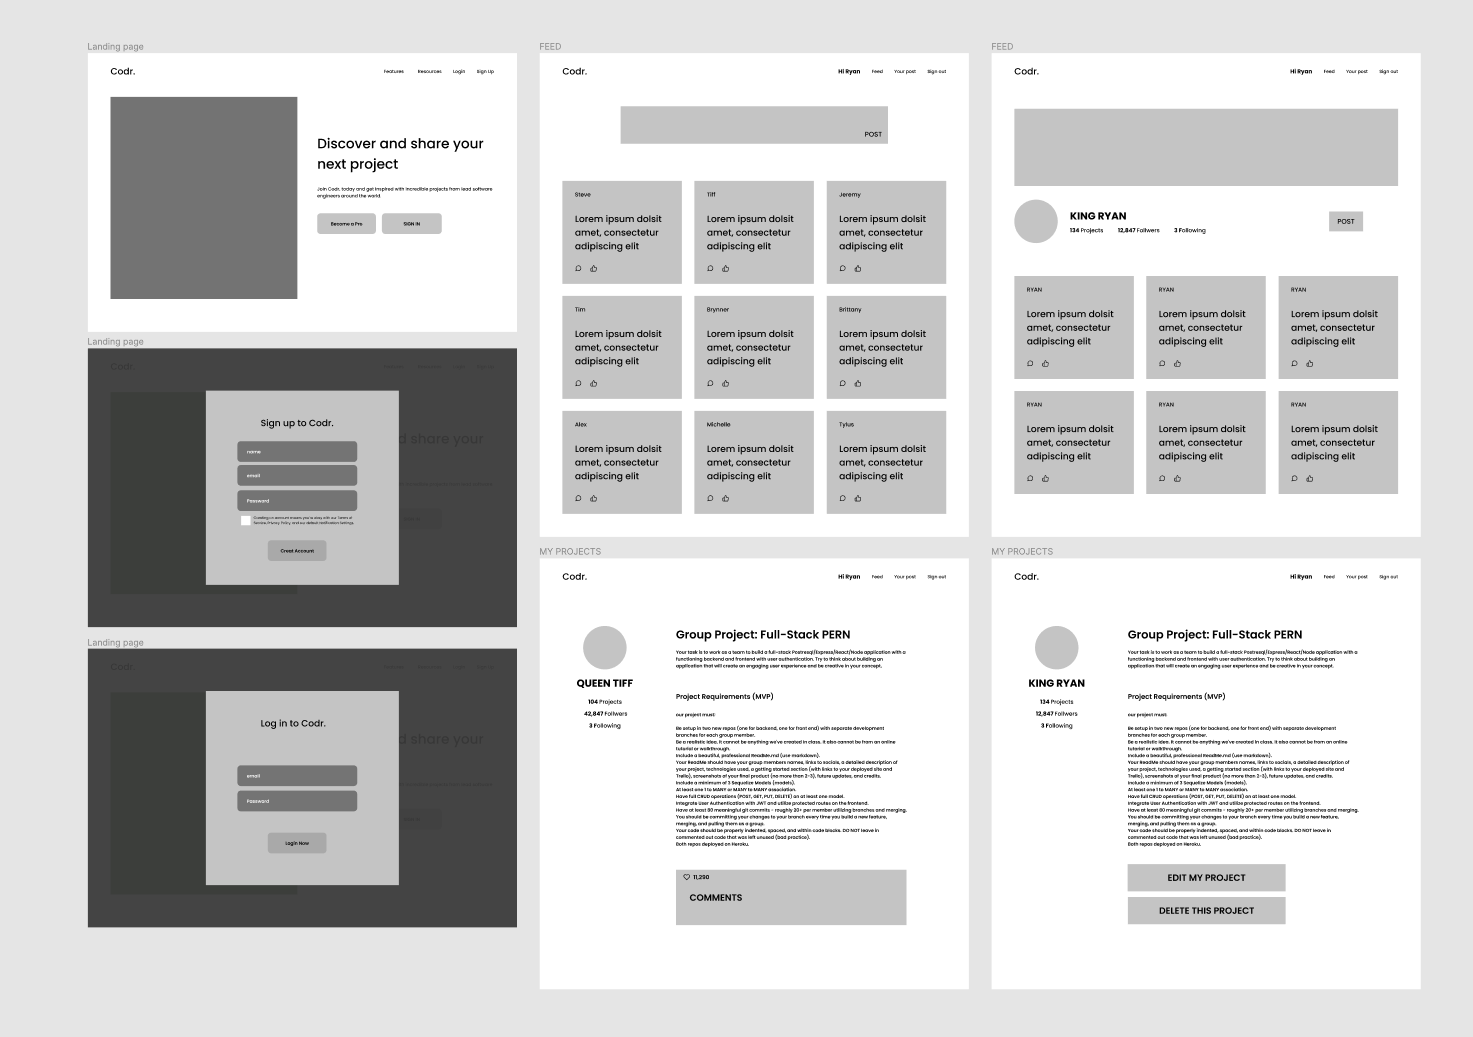 Landing page
Codr.
Features Resources Login Sign Up
Discover and share your
next project
Join Codr. today and get inspired with incredible projects from lead software
engineers around the world.
Become a Pro SIGN IN
Landing page
Codr.
Sign up to Codr.
d share your
name
email
Password
Creating an account means you're okay with our Terms of
Service, Privacy Policy, and our default notification settings.
Creat Account
Landing page
Codr.
Log in to Codr.
d share your
email
Password
Login Now
FEED
Codr.
Hi Ryan Feed Your post Sign out
POST
Steve
Lorem ipsum dolsit
amet, consectetur
adipiscing elit
Tiff
Lorem ipsum dolsit
amet, consectetur
adipiscing elit
Jeremy
Lorem ipsum dolsit
amet, consectetur
adipiscing elit
Tim
Lorem ipsum dolsit
amet, consectetur
adipiscing elit
Brynner
Lorem ipsum dolsit
amet, consectetur
adipiscing elit
Brittany
Lorem ipsum dolsit
amet, consectetur
adipiscing elit
Alex
Lorem ipsum dolsit
amet, consectetur
adipiscing elit
Michelle
Lorem ipsum dolsit
amet, consectetur
adipiscing elit
Tylus
Lorem ipsum dolsit
amet, consectetur
adipiscing elit
FEED
Codr.
Hi Ryan Feed Your post Sign out
KING RYAN
134 Projects 12,847 Follwers 3 Following
POST
RYAN
Lorem ipsum dolsit
amet, consectetur
adipiscing elit
RYAN
Lorem ipsum dolsit
amet, consectetur
adipiscing elit
RYAN
Lorem ipsum dolsit
amet, consectetur
adipiscing elit
RYAN
Lorem ipsum dolsit
amet, consectetur
adipiscing elit
RYAN
Lorem ipsum dolsit
amet, consectetur
adipiscing elit
RYAN
Lorem ipsum dolsit
amet, consectetur
adipiscing elit
MY PROJECTS
Codr.
Hi Ryan Feed Your post Sign out
QUEEN TIFF
104 Projects
42,847 Follwers
3 Following
Group Project: Full-Stack PERN
Your task is to work as a team to build a full-stack Postresql/Express/React/Node application with a
functioning backend and frontend with user authentication. Try to think about building an
application that will create an engaging user experience and be creative in your concept.
Project Requirements (MVP)
our project must:
Be setup in two new repos (one for backend, one for front end) with separate development
branches for each group member.
Be a realistic idea. It cannot be anything we've created in class. It also cannot be from an online
tutorial or walkthrough.
Include a beautiful, professional ReadMe.md (use markdown).
Your ReadMe should have your group members names, links to socials, a detailed description of
your project, technologies used, a getting started section (with links to your deployed site and
Trello), screenshots of your final product (no more than 2-3), future updates, and credits.
Include a minimum of 3 Sequelize Models (models).
At least one 1 to MANY or MANY to MANY association.
Have full CRUD operations (POST, GET, PUT, DELETE) on at least one model.
Integrate User Authentication with JWT and utilize protected routes on the frontend.
Have at least 80 meaningful git commits - roughly 20+ per member utilizing branches and merging.
You should be committing your changes to your branch every time you build a new feature,
merging, and pulling them as a group.
Your code should be properly indented, spaced, and within code blocks. DO NOT leave in
commented out code that was left unused (bad practice).
Both repos deployed on Heroku.
11,290
COMMENTS
MY PROJECTS
Codr.
Hi Ryan Feed Your post Sign out
KING RYAN
134 Projects
12,847 Follwers
3 Following
Group Project: Full-Stack PERN
Your task is to work as a team to build a full-stack Postresql/Express/React/Node application with a
functioning backend and frontend with user authentication. Try to think about building an
application that will create an engaging user experience and be creative in your concept.
Project Requirements (MVP)
our project must:
Be setup in two new repos (one for backend, one for front end) with separate development
branches for each group member.
Be a realistic idea. It cannot be anything we've created in class. It also cannot be from an online
tutorial or walkthrough.
Include a beautiful, professional ReadMe.md (use markdown).
Your ReadMe should have your group members names, links to socials, a detailed description of
your project, technologies used, a getting started section (with links to your deployed site and
Trello), screenshots of your final product (no more than 2-3), future updates, and credits.
Include a minimum of 3 Sequelize Models (models).
At least one 1 to MANY or MANY to MANY association.
Have full CRUD operations (POST, GET, PUT, DELETE) on at least one model.
Integrate User Authentication with JWT and utilize protected routes on the frontend.
Have at least 80 meaningful git commits - roughly 20+ per member utilizing branches and merging.
You should be committing your changes to your branch every time you build a new feature,
merging, and pulling them as a group.
Your code should be properly indented, spaced, and within code blocks. DO NOT leave in
commented out code that was left unused (bad practice).
Both repos deployed on Heroku.
EDIT MY PROJECT
DELETE THIS PROJECT